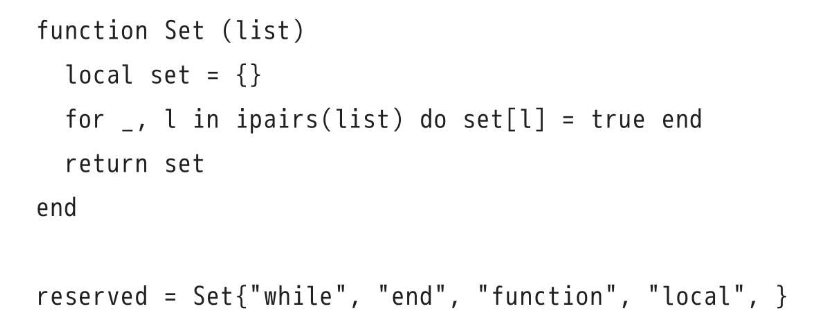 function Set (list)
  local set = {}
  for _, l in ipairs(list) do set[l] = true end
  return set
end

reserved = Set{"while", "end", "function", "local", }